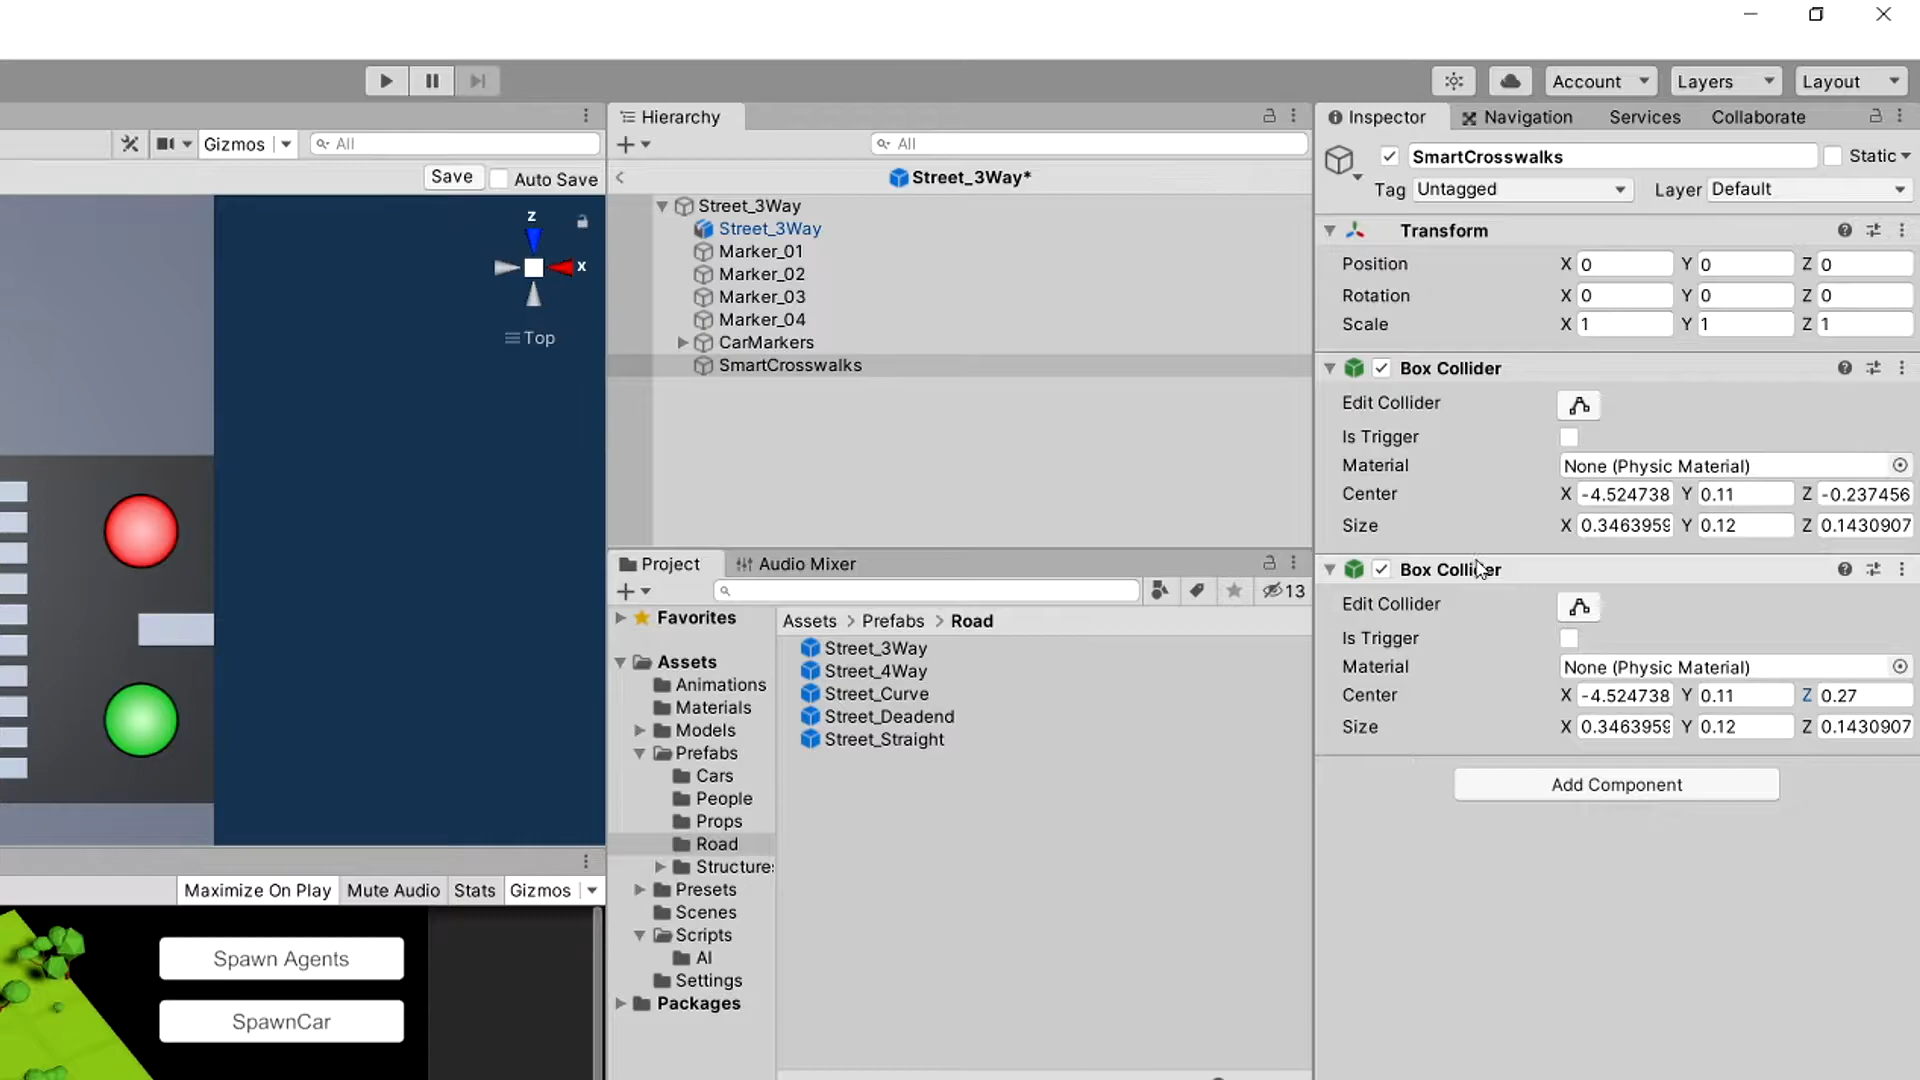 Account
Layers
Layout
Gizmos
All
Save
Auto Save
z
x
Top
Maximize On Play
Mute Audio
Stats
Gizmos
Spawn Agents
SpawnCar
Hierarchy
All
Street_3Way*
Street_3Way
Street_3Way
Marker_01
Marker_02
Marker_03
Marker_04
CarMarkers
SmartCrosswalks
Project
Audio Mixer
13
Favorites
Assets
Animations
Materials
Models
Prefabs
Cars
People
Props
Road
Structure
Presets
Scenes
Scripts
AI
Settings
Packages
Assets > Prefabs > Road
Street_3Way
Street_4Way
Street_Curve
Street_Deadend
Street_Straight
Inspector
Navigation
Services
Collaborate
SmartCrosswalks
Static
Tag Untagged
Layer Default
Transform
Position X 0 Y 0 Z 0
Rotation X 0 Y 0 Z 0
Scale X 1 Y 1 Z 1
Box Collider
Edit Collider
Is Trigger
Material None (Physic Material)
Center X -4.524738 Y 0.11 Z -0.237456
Size X 0.3463959 Y 0.12 Z 0.1430907
Box Collider
Edit Collider
Is Trigger
Material None (Physic Material)
Center X -4.524738 Y 0.11 Z 0.27
Size X 0.3463959 Y 0.12 Z 0.1430907
Add Component